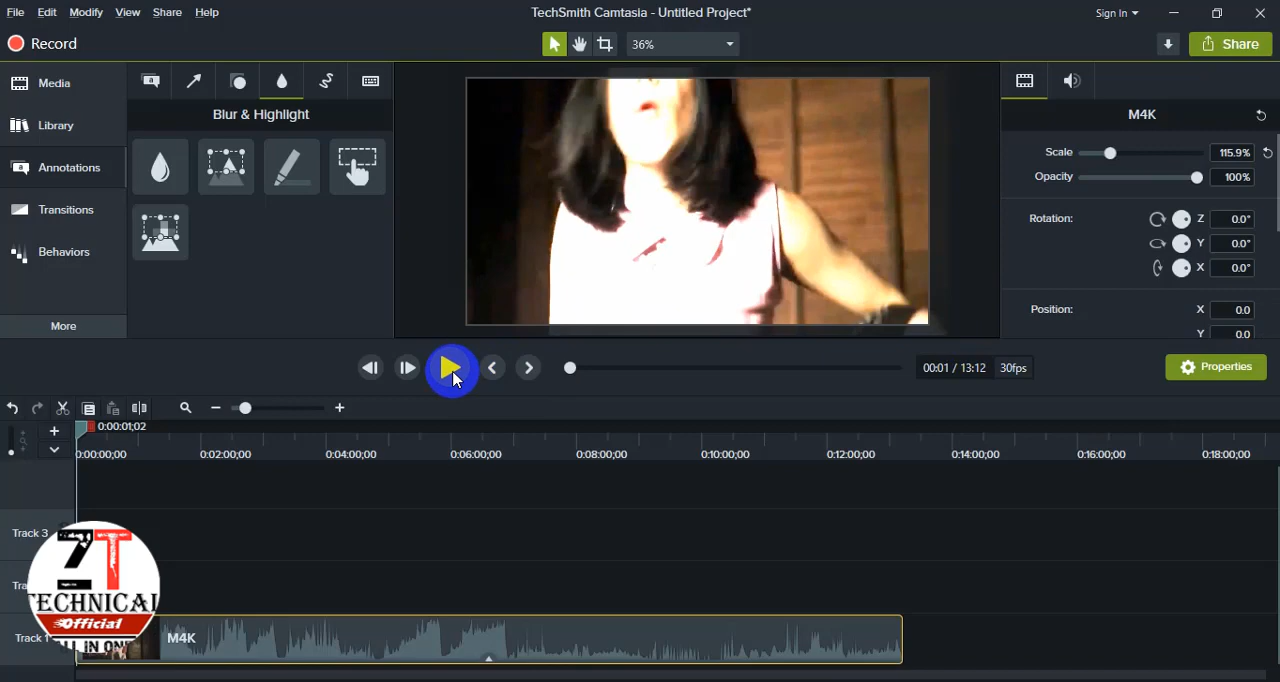 File Edit Modify View Share Help
TechSmith Camtasia - Untitled Project*
Sign In
Record
36%
Share
Media
Library
Annotations
Transitions
Behaviors
More
Blur & Highlight
M4K
Scale 115.9%
Opacity 100%
Rotation: Z 0.0°
Y 0.0°
X 0.0°
Position: X 0.0
Y 0.0
00:01 / 13:12 30fps
Properties
0:00:01;02
0:00:00;00 0:02:00;00 0:04:00;00 0:06:00;00 0:08:00;00 0:10:00;00 0:12:00;00 0:14:00;00 0:16:00;00 0:18:00;00
Track 3
Track 1
M4K
ZT
TECHNICAL
Official
ALL IN ONE